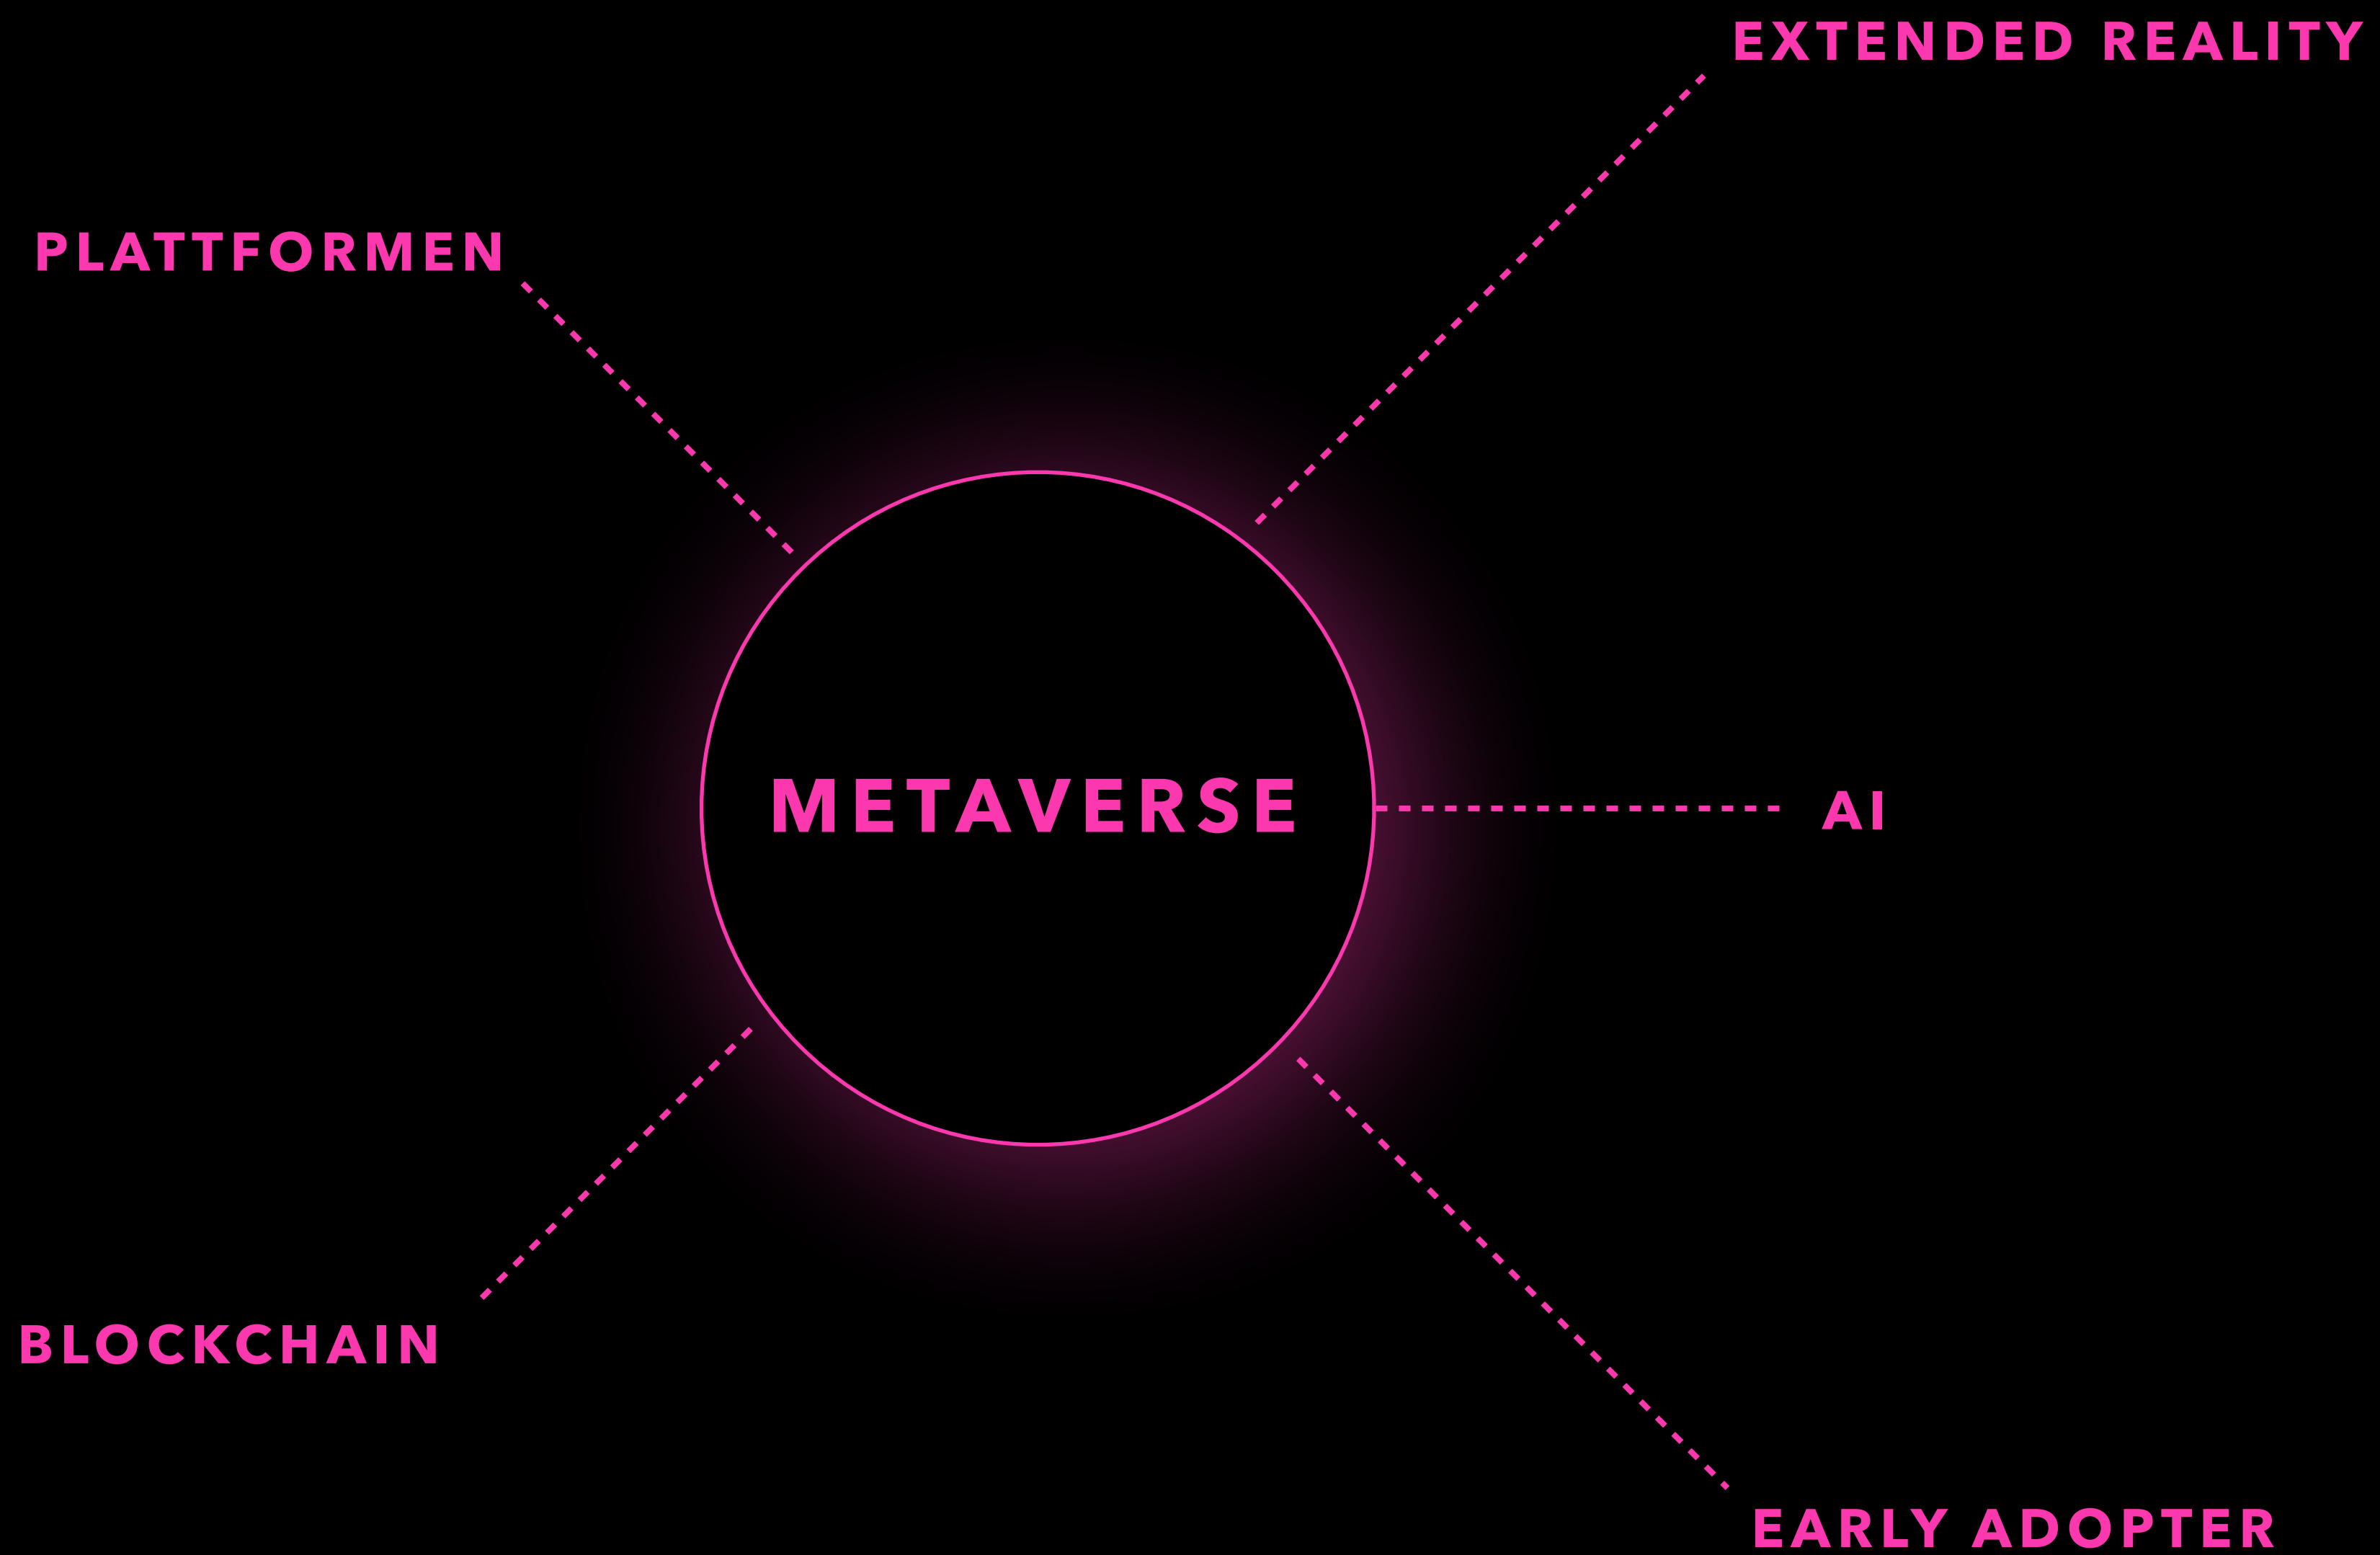 EXTENDED REALITY
PLATTFORMEN
METAVERSE
AI
BLOCKCHAIN
EARLY ADOPTER